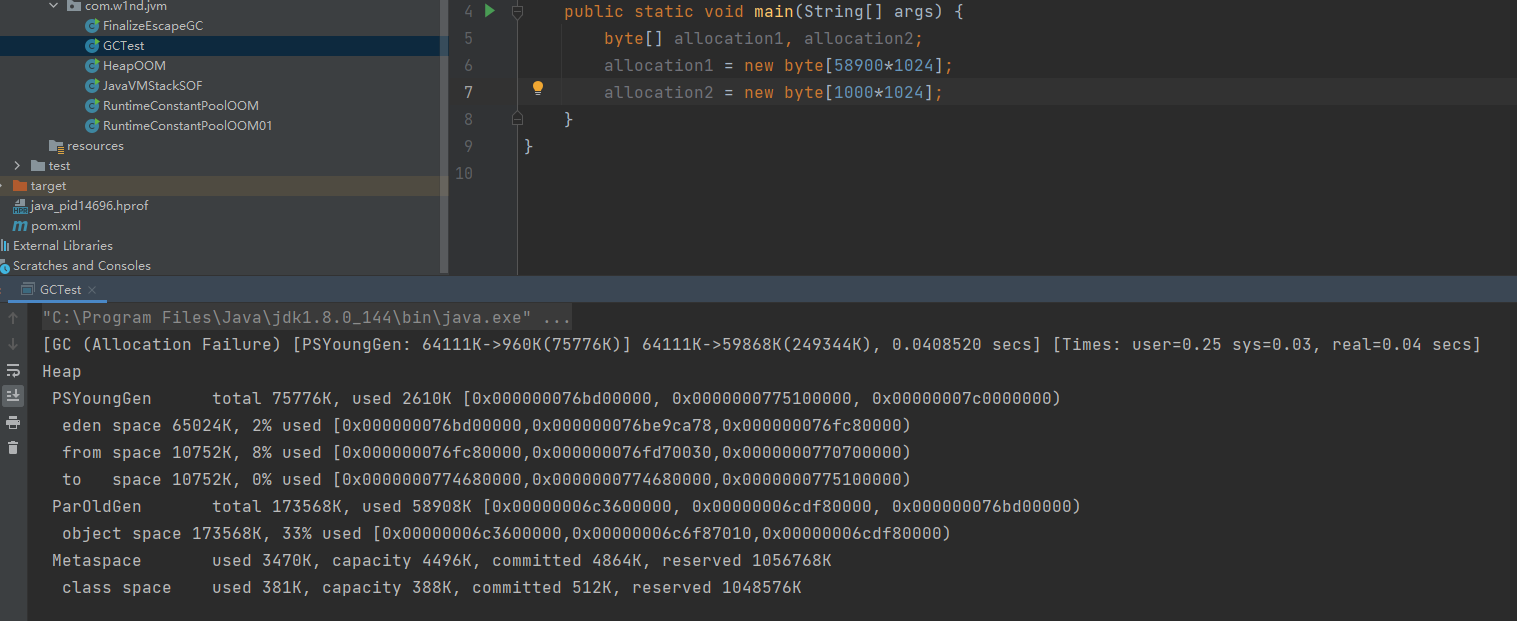 com.w1nd.jvm
FinalizeEscapeGC
GCTest
HeapOOM
JavaVMStackSOF
RuntimeConstantPoolOOM
RuntimeConstantPoolOOM01
resources
test
target
java_pid14696.hprof
pom.xml
External Libraries
Scratches and Consoles
4 public static void main(String[] args) {
5 byte[] allocation1, allocation2;
6 allocation1 = new byte[58900*1024];
7 allocation2 = new byte[1000*1024];
8 }
9 }
10
GCTest
"C:\Program Files\Java\jdk1.8.0_144\bin\java.exe" ...
[GC (Allocation Failure) [PSYoungGen: 64111K->960K(75776K)] 64111K->59868K(249344K), 0.0408520 secs] [Times: user=0.25 sys=0.03, real=0.04 secs]
Heap
PSYoungGen total 75776K, used 2610K [0x000000076bd00000, 0x0000000775100000, 0x00000007c0000000)
eden space 65024K, 2% used [0x000000076bd00000,0x000000076be9ca78,0x000000076fc80000)
from space 10752K, 8% used [0x000000076fc80000,0x000000076fd70030,0x0000000770700000)
to space 10752K, 0% used [0x0000000774680000,0x0000000774680000,0x0000000775100000)
ParOldGen total 173568K, used 58908K [0x00000006c3600000, 0x00000006cdf80000, 0x000000076bd00000)
object space 173568K, 33% used [0x00000006c3600000,0x00000006c6f87010,0x00000006cdf80000)
Metaspace used 3470K, capacity 4496K, committed 4864K, reserved 1056768K
class space used 381K, capacity 388K, committed 512K, reserved 1048576K